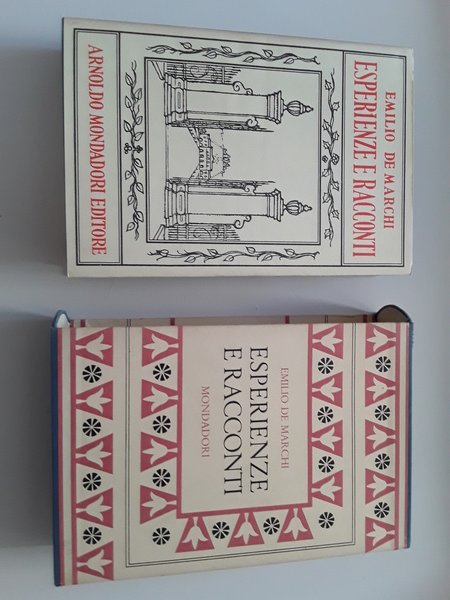 EMILIO DE MARCHI
ESPERIENZE E RACCONTI
ARNOLDO MONDADORI EDITORE
EMILIO DE MARCHI
ESPERIENZE
E RACCONTI
MONDADORI